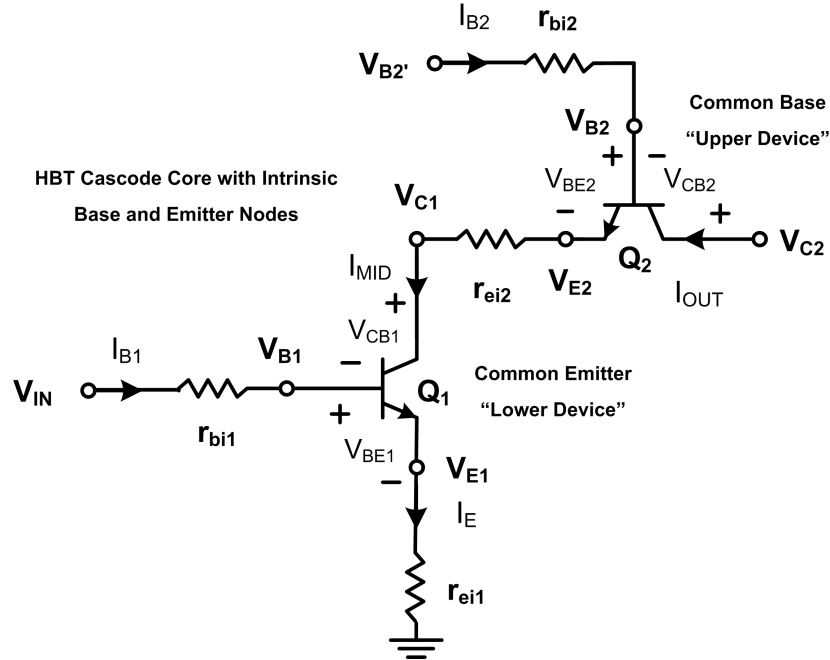 I_B2
r_bi2
V_B2'
V_B2
Common Base
"Upper Device"
HBT Cascode Core with Intrinsic
Base and Emitter Nodes
V_C1
V_BE2
+
−
V_CB2
−
+
Q_2
V_C2
I_MID
r_ei2
V_E2
I_OUT
+
V_CB1
−
I_B1
V_B1
V_IN
Q_1
Common Emitter
"Lower Device"
r_bi1
+
V_BE1
−
V_E1
I_E
r_ei1